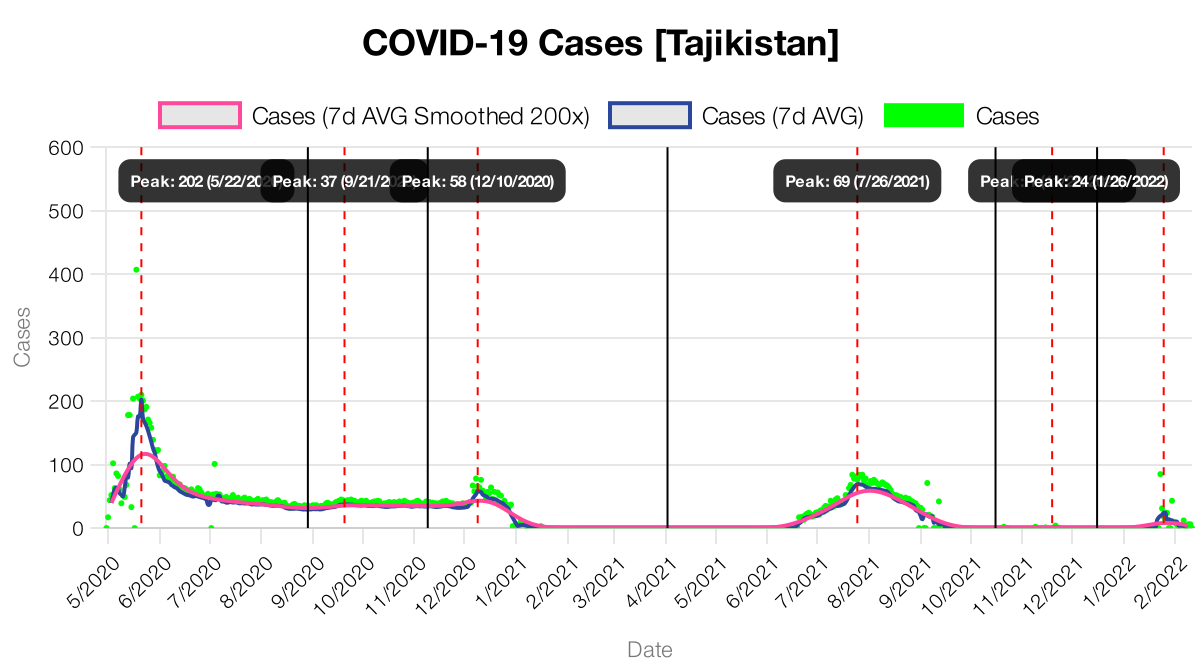 COVID-19 Cases [Tajikistan]
Cases (7d AVG Smoothed 200x) Cases (7d AVG) Cases
600
500
400
300
200
100
0
Cases
Peak: 202 (5/22/20
Peak: 37 (9/21/20
Peak: 58 (12/10/2020)
Peak: 69 (7/26/2021)
Peak: 24 (1/26/2022)
5/2020 6/2020 7/2020 8/2020 9/2020 10/2020 11/2020 12/2020 1/2021 2/2021 3/2021 4/2021 5/2021 6/2021 7/2021 8/2021 9/2021 10/2021 11/2021 12/2021 1/2022 2/2022
Date